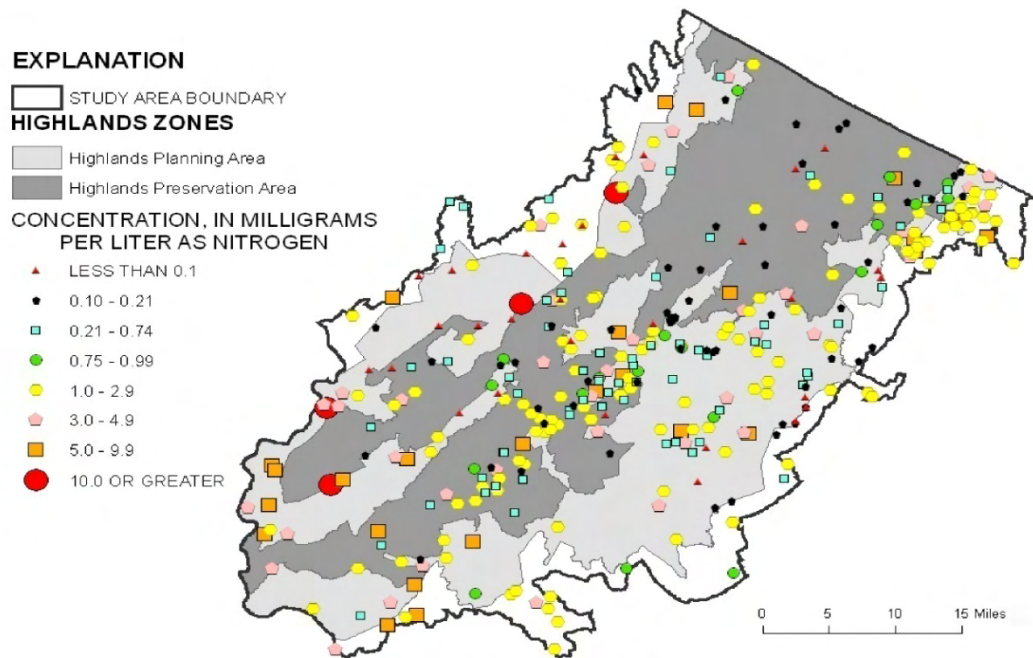 EXPLANATION
STUDY AREA BOUNDARY
HIGHLANDS ZONES
Highlands Planning Area
Highlands Preservation Area
CONCENTRATION, IN MILLIGRAMS
PER LITER AS NITROGEN
LESS THAN 0.1
0.10 - 0.21
0.21 - 0.74
0.75 - 0.99
1.0 - 2.9
3.0 - 4.9
5.0 - 9.9
10.0 OR GREATER
0 5 10 15 Miles